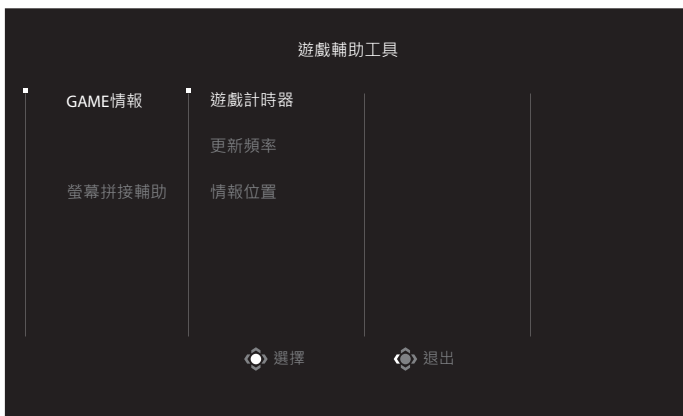 遊戲輔助工具
GAME情報
遊戲計時器
更新頻率
螢幕拼接輔助
情報位置
選擇
退出